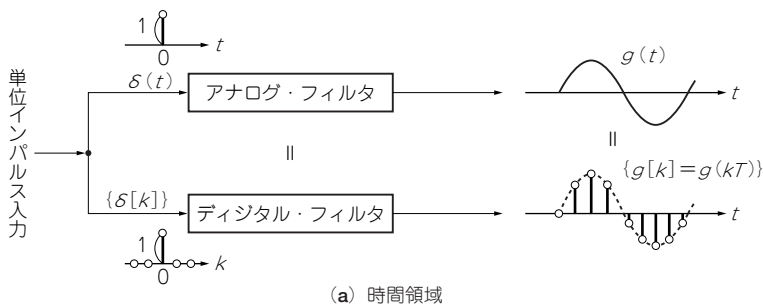 1
0
t
単位インパルス入力
δ(t)
アナログ・フィルタ
g(t)
t
=
=
{δ[k]}
ディジタル・フィルタ
{g[k]=g(kT)}
t
1
0
k
(a) 時間領域